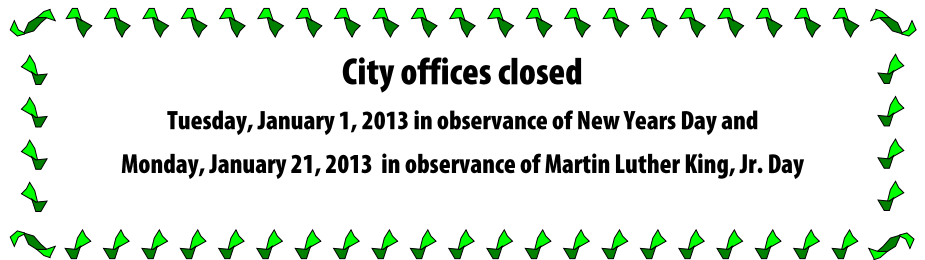 City offices closed
Tuesday, January 1, 2013 in observance of New Years Day and
Monday, January 21, 2013  in observance of Martin Luther King, Jr. Day